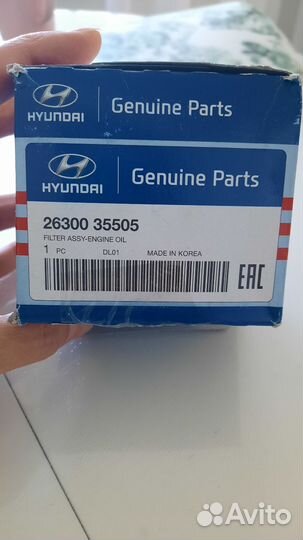 HYUNDAI
Genuine Parts
HYUNDAI
Genuine Parts
26300 35505
FILTER ASSY-ENGINE OIL
1 PC DL01 MADE IN KOREA
EAC
Avito